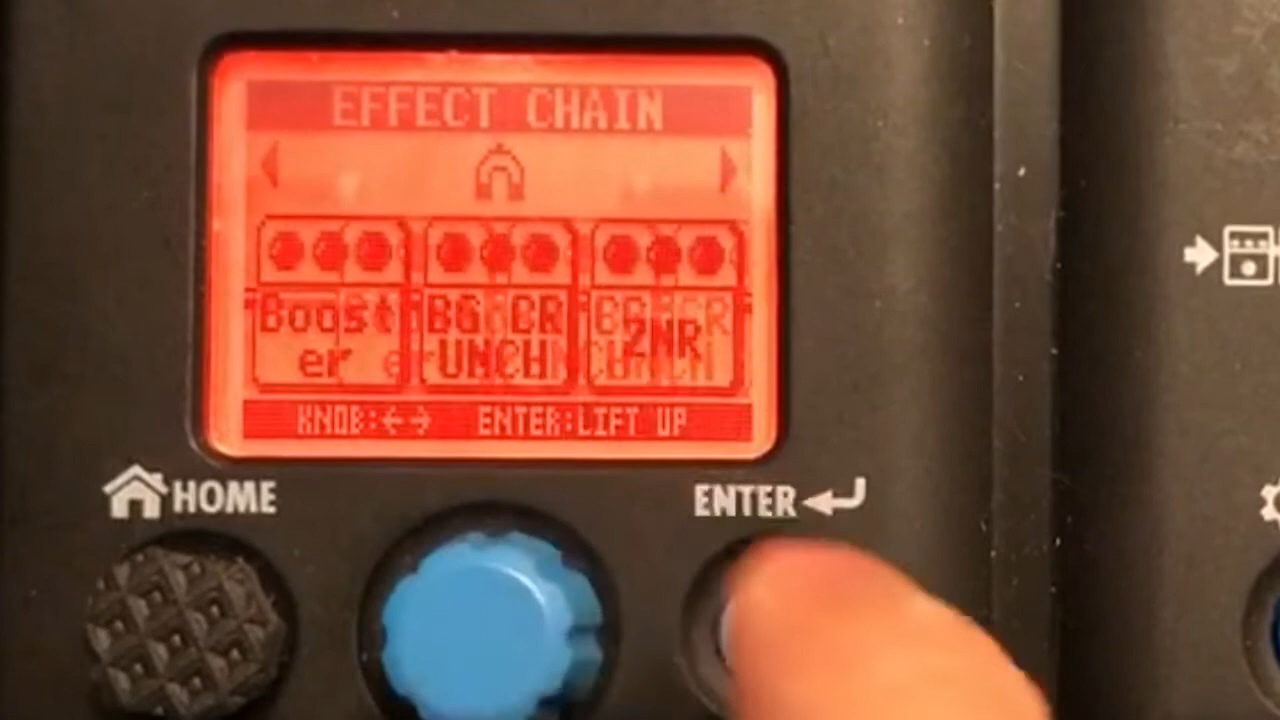 EFFECT CHAIN
Boost er
BG CR UNCH
ZNR
KNOB:←→ ENTER:LIFT UP
HOME
ENTER